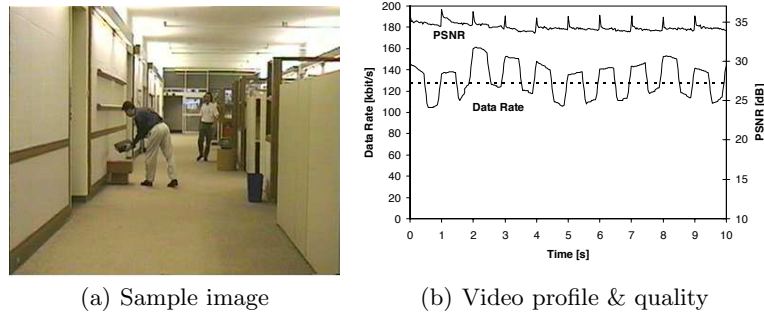 200
180
160
140
120
100
80
60
40
20
0
Data Rate [kbit/s]
PSNR
Data Rate
35
30
25
20
15
10
PSNR [dB]
0 1 2 3 4 5 6 7 8 9 10
Time [s]
(a) Sample image
(b) Video profile & quality